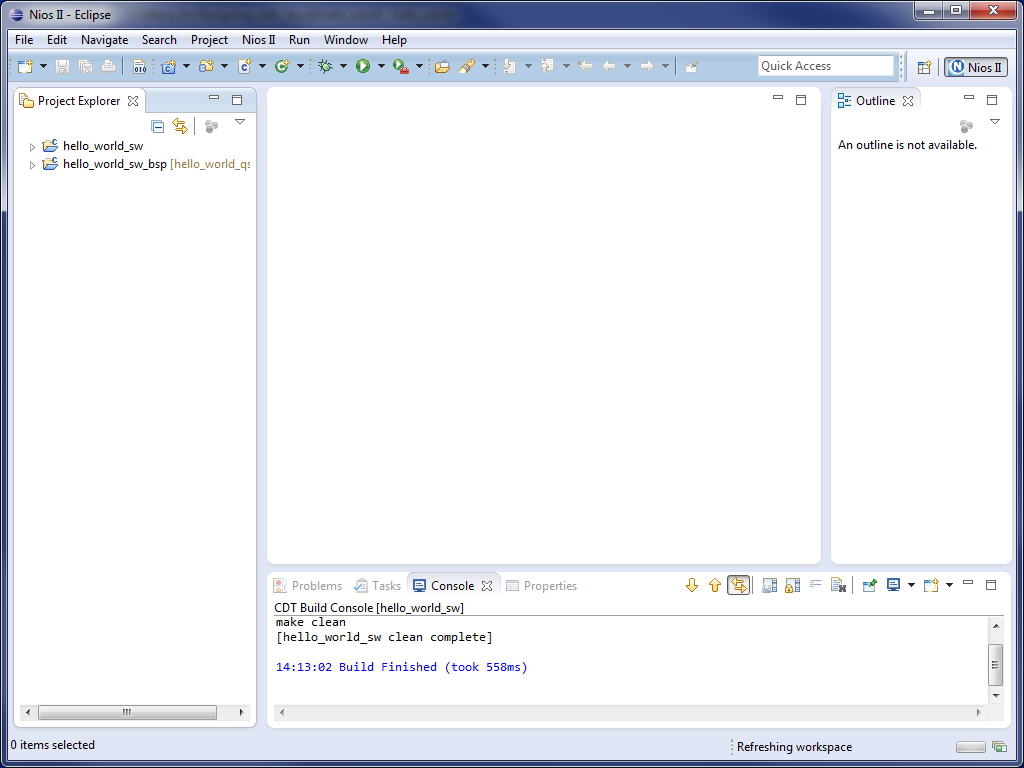 Nios II - Eclipse
File Edit Navigate Search Project Nios II Run Window Help
010
Quick Access
Nios II
Project Explorer
hello_world_sw
hello_world_sw_bsp [hello_world_qs
Outline
An outline is not available.
Problems Tasks Console Properties
CDT Build Console [hello_world_sw]
make clean
[hello_world_sw clean complete]
14:13:02 Build Finished (took 558ms)
0 items selected
Refreshing workspace